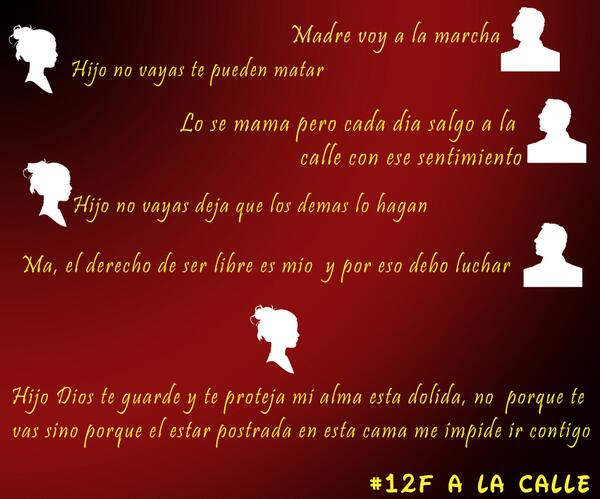 Madre voy a la marcha
Hijo no vayas te pueden matar
Lo se mama pero cada dia salgo a la
calle con ese sentimiento
Hijo no vayas deja que los demas lo hagan
Ma, el derecho de ser libre es mio y por eso debo luchar
Hijo Dios te guarde y te proteja mi alma esta dolida, no porque te
vas sino porque el estar postrada en esta cama me impide ir contigo
#12F A LA CALLE